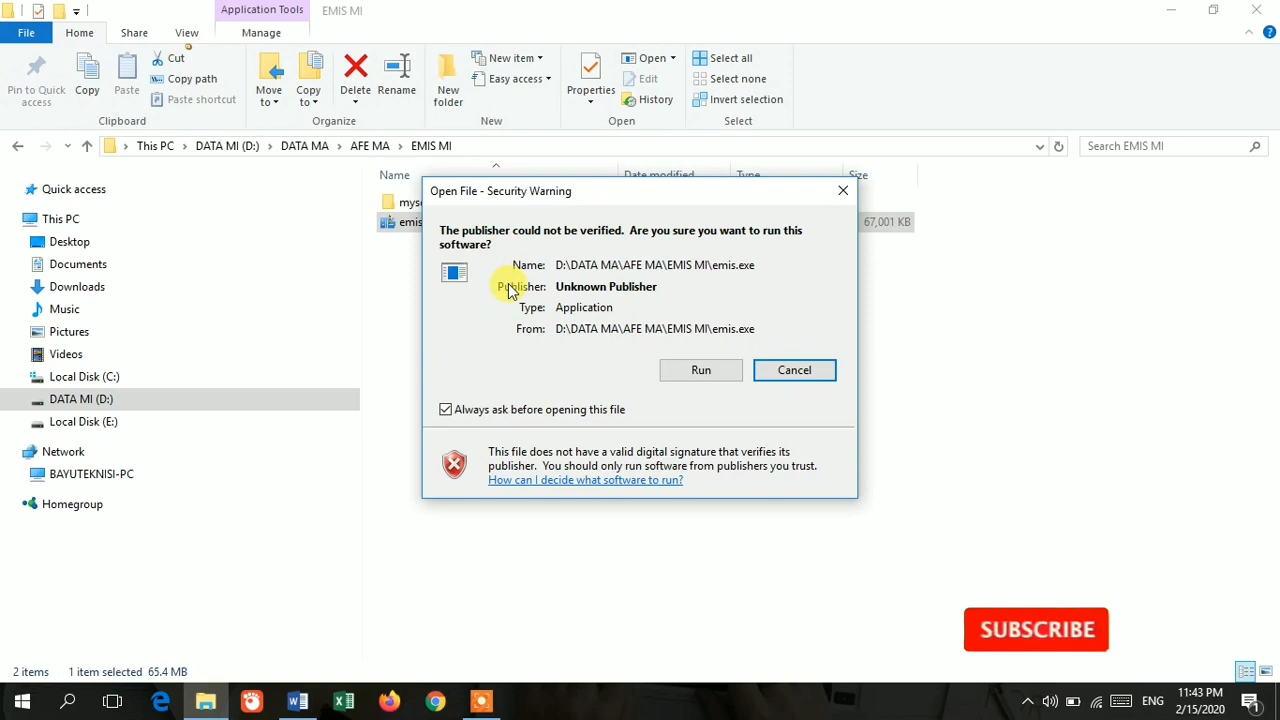 Application Tools
EMIS MI
File
Home
Share
View
Manage
Pin to Quick access
Copy
Paste
Cut
Copy path
Paste shortcut
Clipboard
Move to
Copy to
Delete
Rename
Organize
New folder
New item
Easy access
New
Properties
Open
Edit
History
Open
Select all
Select none
Invert selection
Select
This PC > DATA MI (D:) > DATA MA > AFE MA > EMIS MI
Search EMIS MI
Name
Date modified
Type
Size
Quick access
This PC
Desktop
Documents
Downloads
Music
Pictures
Videos
Local Disk (C:)
DATA MI (D:)
Local Disk (E:)
Network
BAYUTEKNISI-PC
Homegroup
emis
67,001 KB
Open File - Security Warning
The publisher could not be verified. Are you sure you want to run this
software?
Name: D:\DATA MA\AFE MA\EMIS MI\emis.exe
Publisher: Unknown Publisher
Type: Application
From: D:\DATA MA\AFE MA\EMIS MI\emis.exe
Run
Cancel
Always ask before opening this file
This file does not have a valid digital signature that verifies its
publisher. You should only run software from publishers you trust.
How can I decide what software to run?
SUBSCRIBE
2 items
1 item selected 65.4 MB
ENG
11:43 PM
2/15/2020
1